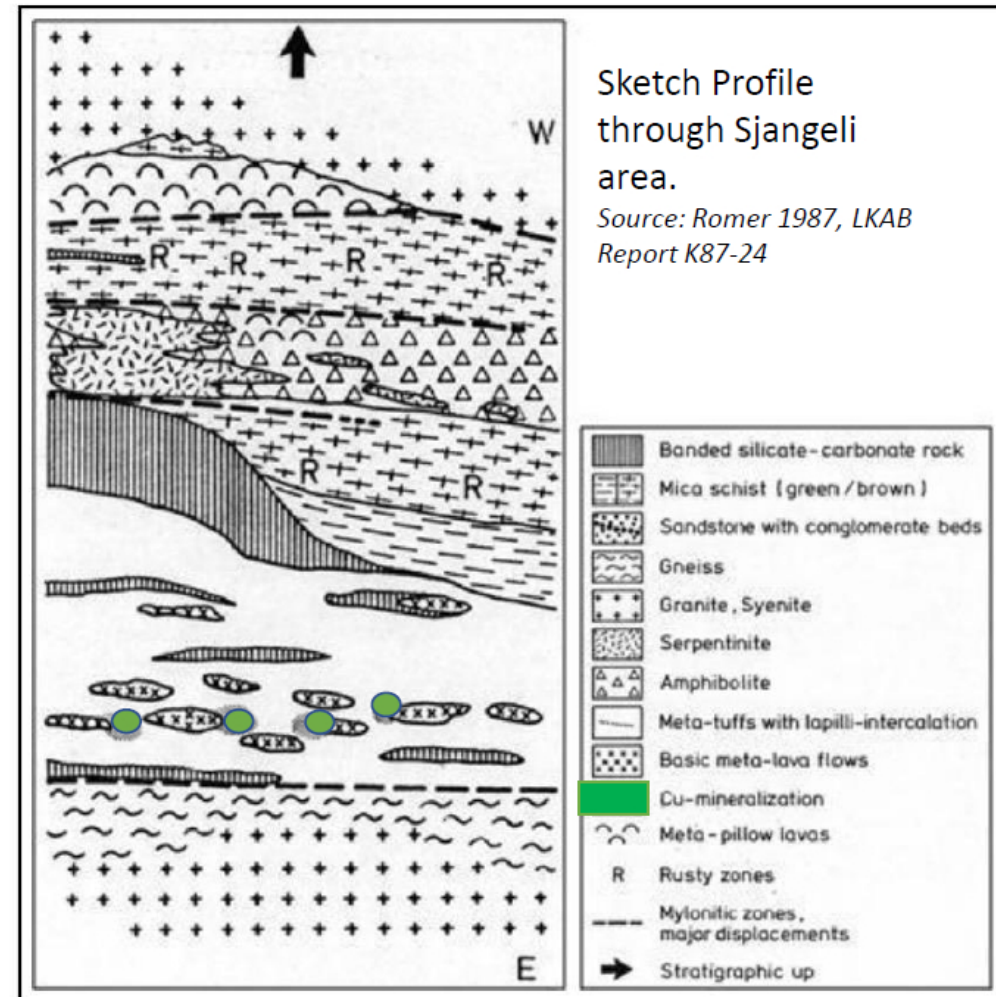 W
Sketch Profile
through Sjangeli
area.
Source: Romer 1987, LKAB
Report K87-24
R R R R
R R
E
Banded silicate-carbonate rock
Mica schist (green/brown)
Sandstone with conglomerate beds
Gneiss
Granite, Syenite
Serpentinite
Amphibolite
Meta-tuffs with lapilli-intercalation
Basic meta-lava flows
Cu-mineralization
Meta-pillow lavas
R Rusty zones
Mylonitic zones,
major displacements
Stratigraphic up